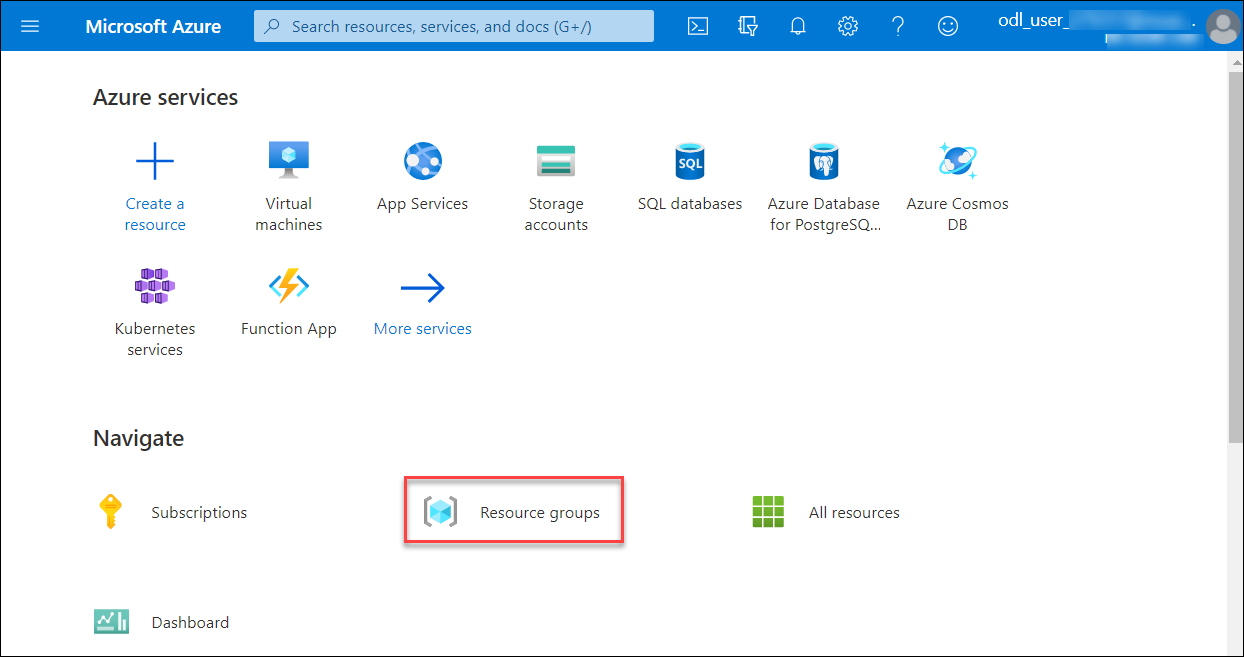 Microsoft Azure
Search resources, services, and docs (G+/)
odl_user_
Azure services
Create a
resource
Virtual
machines
App Services
Storage
accounts
SQL
SQL databases
Azure Database
for PostgreSQ...
Azure Cosmos
DB
Kubernetes
services
Function App
More services
Navigate
Subscriptions
Resource groups
All resources
Dashboard